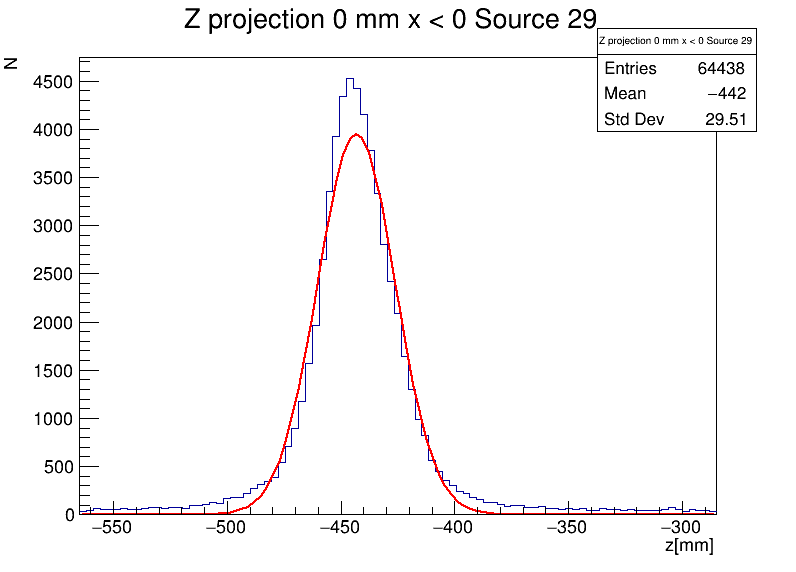 Z projection 0 mm x < 0 Source 29
Z projection 0 mm x < 0 Source 29
Entries 64438
Mean −442
Std Dev 29.51
N
4500
4000
3500
3000
2500
2000
1500
1000
500
0
−550 −500 −450 −400 −350 −300
z[mm]